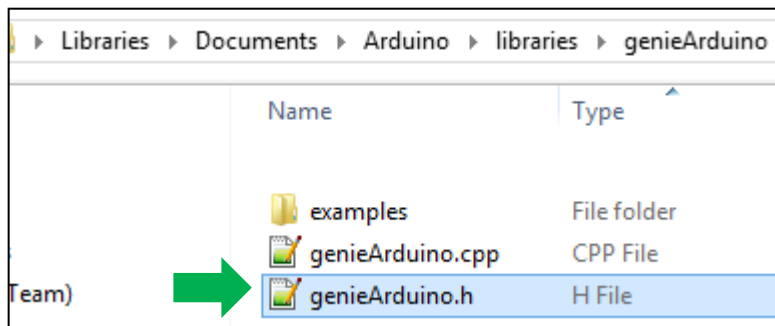 Libraries Documents Arduino libraries genieArduino
Name Type
examples File folder
genieArduino.cpp CPP File
Team) genieArduino.h H File